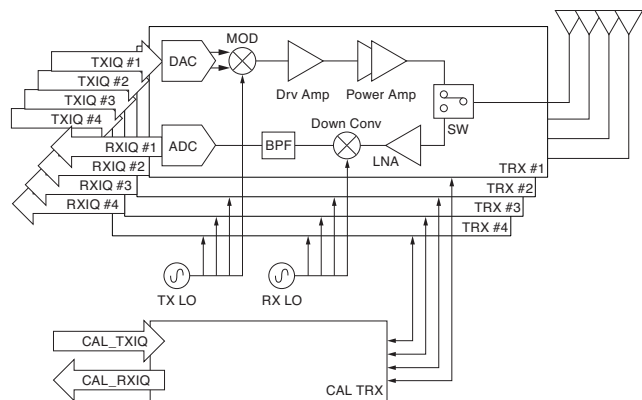 TXIQ #1
TXIQ #2
TXIQ #3
TXIQ #4
DAC
MOD
Drv Amp
Power Amp
SW
RXIQ #1
RXIQ #2
RXIQ #3
RXIQ #4
ADC
BPF
Down Conv
LNA
TRX #1
TRX #2
TRX #3
TRX #4
TX LO
RX LO
CAL_TXIQ
CAL_RXIQ
CAL TRX